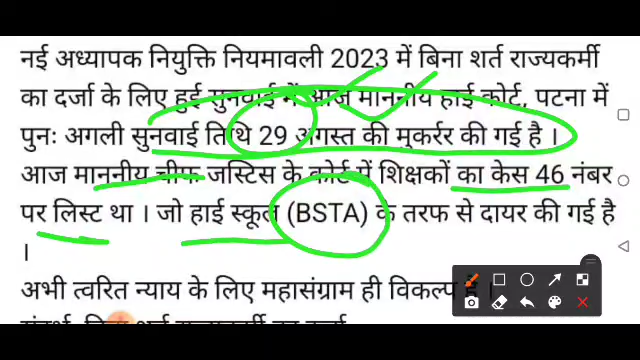 नई अध्यापक नियुक्ति नियमावली 2023 में बिना शर्त राज्यकर्मी
का दर्जा के लिए हुई सुनवाई में आज माननीय हाई कोर्ट, पटना में
पुनः अगली सुनवाई तिथि 29 अगस्त की मुकर्रर की गई है ।
आज माननीय चीफ जस्टिस के कोर्ट में शिक्षकों का केस 46 नंबर
पर लिस्ट था । जो हाई स्कूल (BSTA) के तरफ से दायर की गई है
।
अभी त्वरित न्याय के लिए महासंग्राम ही विकल्प है ।